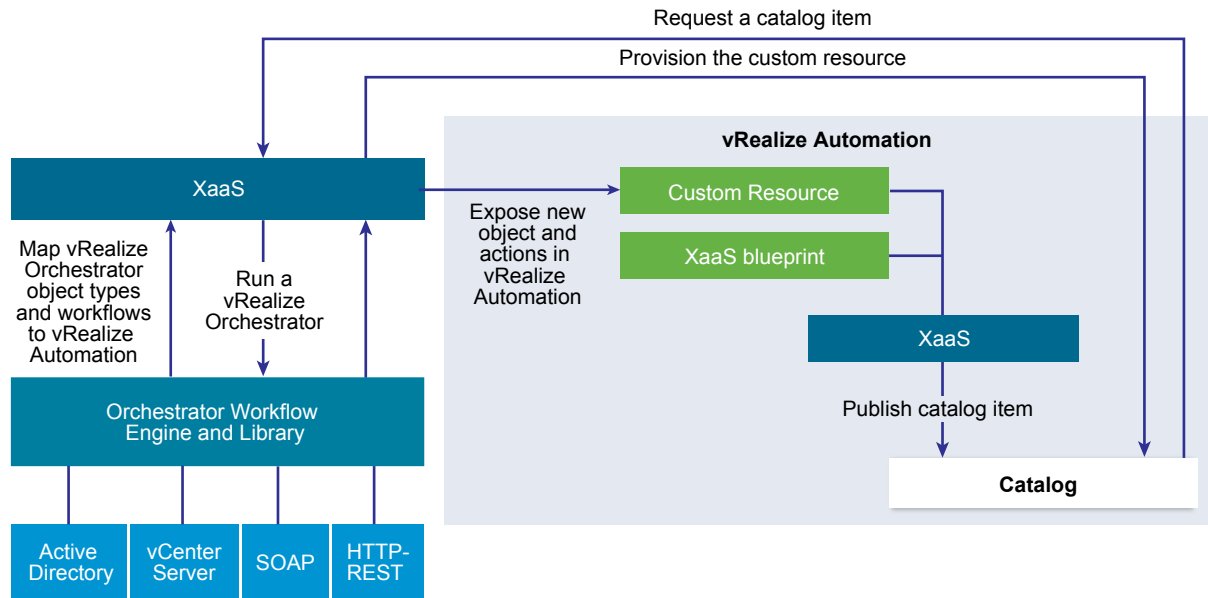 Request a catalog item
Provision the custom resource
vRealize Automation
XaaS
Custom Resource
Expose new
object and
actions in
vRealize
Automation
XaaS blueprint
Map vRealize
Orchestrator
object types
and workflows
to vRealize
Automation
Run a
vRealize
Orchestrator
XaaS
Publish catalog item
Orchestrator Workflow
Engine and Library
Catalog
Active
Directory
vCenter
Server
SOAP
HTTP-
REST